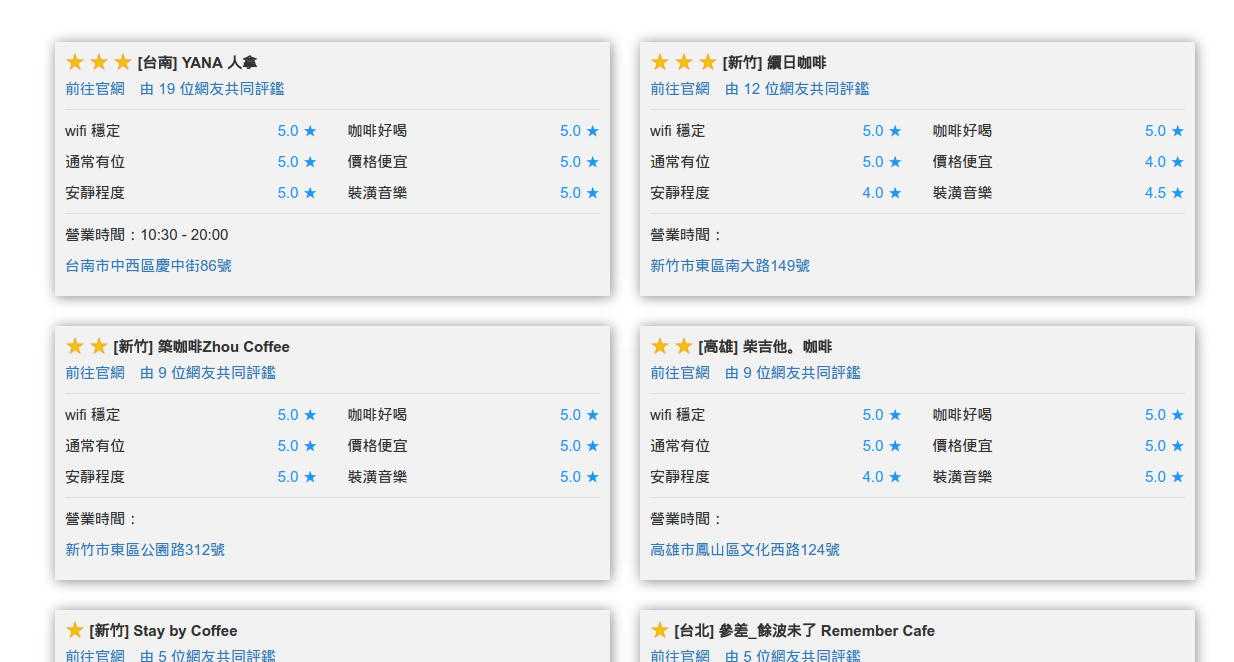 [台南] YANA 人拿
前往官網 由 19 位網友共同評鑑
wifi 穩定 5.0 ★ 咖啡好喝 5.0 ★
通常有位 5.0 ★ 價格便宜 5.0 ★
安靜程度 5.0 ★ 裝潢音樂 5.0 ★
營業時間：10:30 - 20:00
台南市中西區慶中街86號
[新竹] 纘日咖啡
前往官網 由 12 位網友共同評鑑
wifi 穩定 5.0 ★ 咖啡好喝 5.0 ★
通常有位 5.0 ★ 價格便宜 4.0 ★
安靜程度 4.0 ★ 裝潢音樂 4.5 ★
營業時間：
新竹市東區南大路149號
[新竹] 築咖啡Zhou Coffee
前往官網 由 9 位網友共同評鑑
wifi 穩定 5.0 ★ 咖啡好喝 5.0 ★
通常有位 5.0 ★ 價格便宜 5.0 ★
安靜程度 5.0 ★ 裝潢音樂 5.0 ★
營業時間：
新竹市東區公園路312號
[高雄] 柴吉他。咖啡
前往官網 由 9 位網友共同評鑑
wifi 穩定 5.0 ★ 咖啡好喝 5.0 ★
通常有位 5.0 ★ 價格便宜 5.0 ★
安靜程度 4.0 ★ 裝潢音樂 5.0 ★
營業時間：
高雄市鳳山區文化西路124號
[新竹] Stay by Coffee
前往官網 由 5 位網友共同評鑑
[台北] 參差_餘波未了 Remember Cafe
前往官網 由 5 位網友共同評鑑